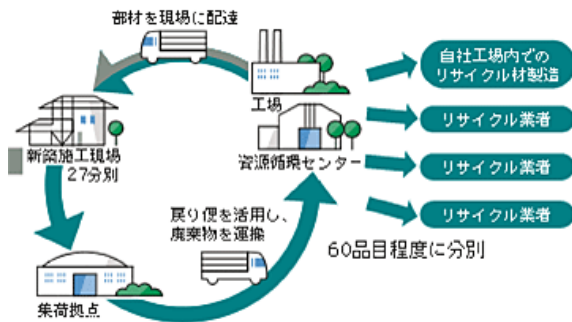 部材を現場に配達
工場
自社工場内での
リサイクル材製造
リサイクル業者
リサイクル業者
リサイクル業者
資源循環センター
新築施工現場
27分別
戻り便を活用し、
廃棄物を運搬
60品目程度に分別
集荷拠点